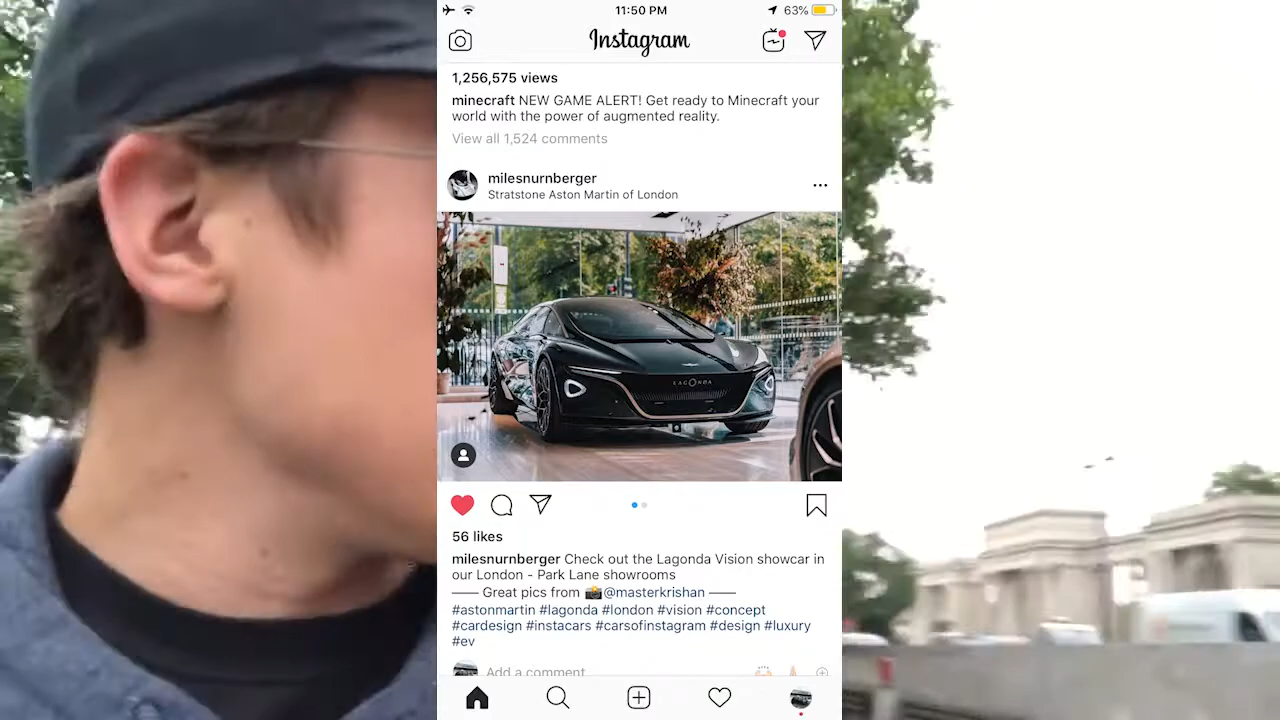 11:50 PM
63%
Instagram
1,256,575 views
minecraft NEW GAME ALERT! Get ready to Minecraft your
world with the power of augmented reality.
View all 1,524 comments
milesnurnberger
Stratstone Aston Martin of London
LAGONDA
56 likes
milesnurnberger Check out the Lagonda Vision showcar in
our London - Park Lane showrooms
—— Great pics from 📸@masterkrishan ——
#astonmartin #lagonda #london #vision #concept
#cardesign #instacars #carsofinstagram #design #luxury
#ev
Add a comment